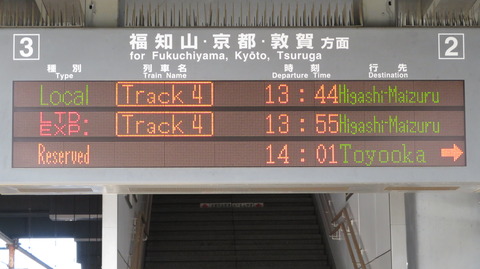 3 福知山・京都・敦賀 方面 2
for Fukuchiyama, Kyōto, Tsuruga
種別 列車名 時刻 行先
Type Train Name Departure Time Destination
Local Track 4 13:44 Higashi-Maizuru
LTD. EXP. Track 4 13:55 Higashi-Maizuru
Reserved 14:01 Toyooka →